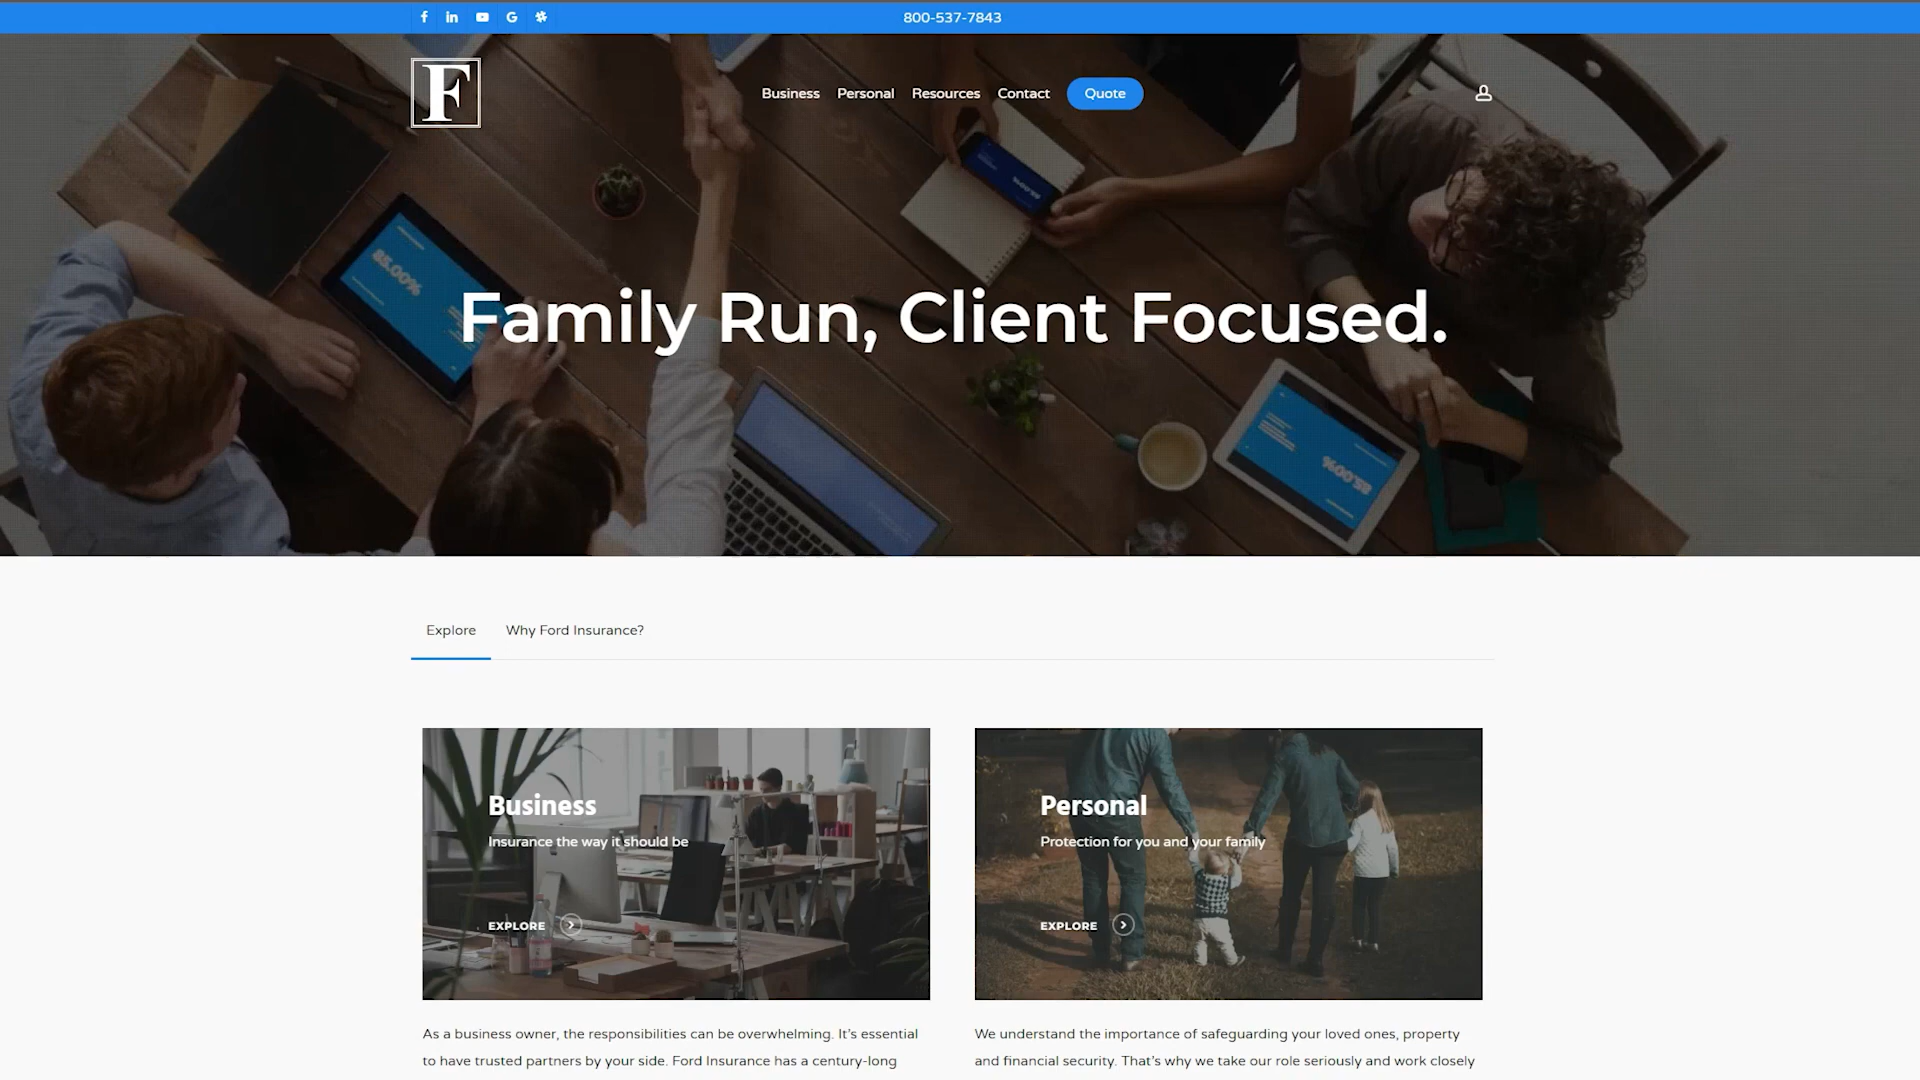 800-537-7843
F
Business Personal Resources Contact Quote
85.00%
Family Run, Client Focused.
Explore Why Ford Insurance?
Business
Insurance the way it should be
EXPLORE
Personal
Protection for you and your family
EXPLORE
As a business owner, the responsibilities can be overwhelming. It's essential
to have trusted partners by your side. Ford Insurance has a century-long
We understand the importance of safeguarding your loved ones, property
and financial security. That's why we take our role seriously and work closely